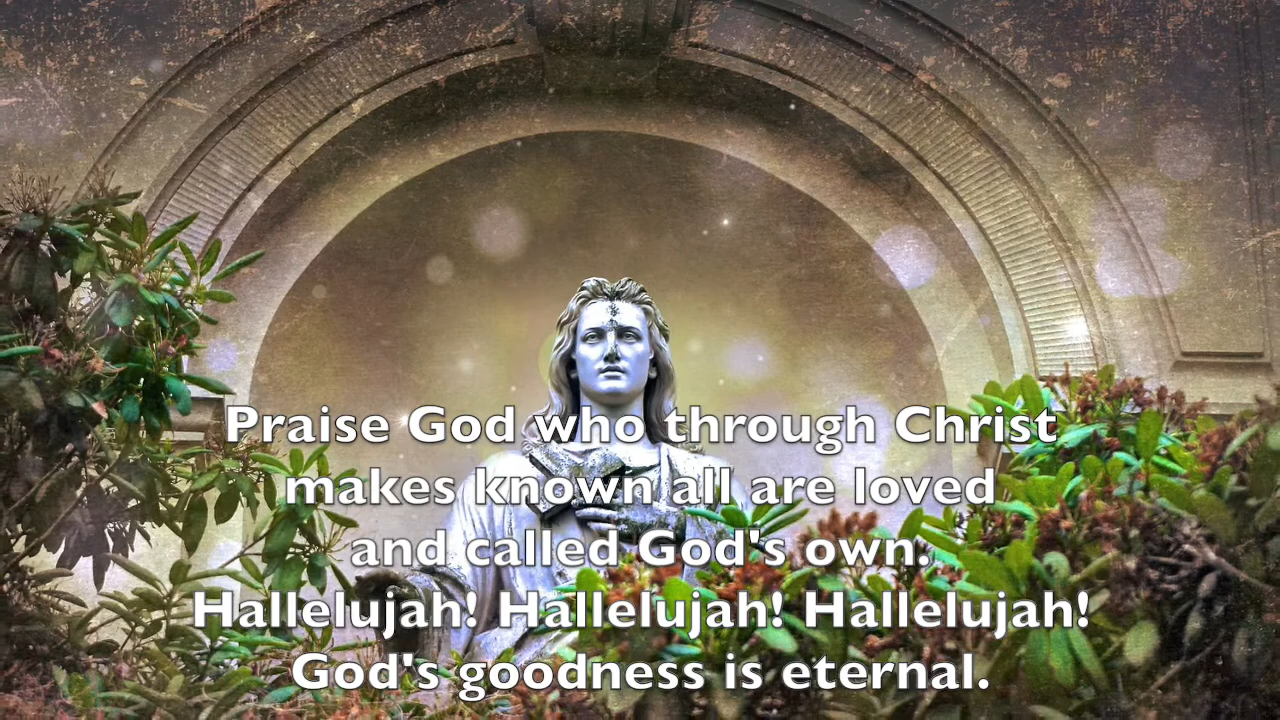 Praise God who through Christ
makes known all are loved
and called God's own.
Hallelujah! Hallelujah! Hallelujah!
God's goodness is eternal.